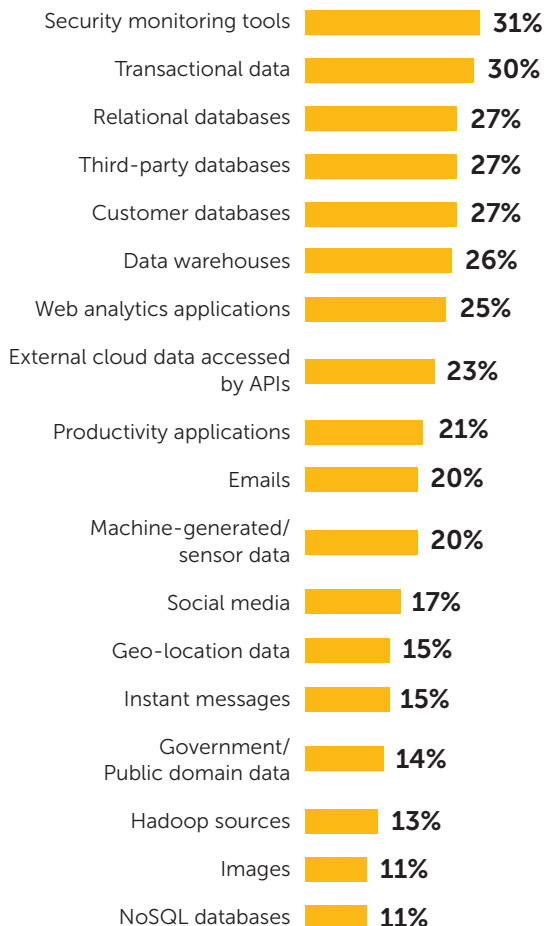 Security monitoring tools 31%
Transactional data 30%
Relational databases 27%
Third-party databases 27%
Customer databases 27%
Data warehouses 26%
Web analytics applications 25%
External cloud data accessed
by APIs 23%
Productivity applications 21%
Emails 20%
Machine-generated/
sensor data 20%
Social media 17%
Geo-location data 15%
Instant messages 15%
Government/
Public domain data 14%
Hadoop sources 13%
Images 11%
NoSQL databases 11%